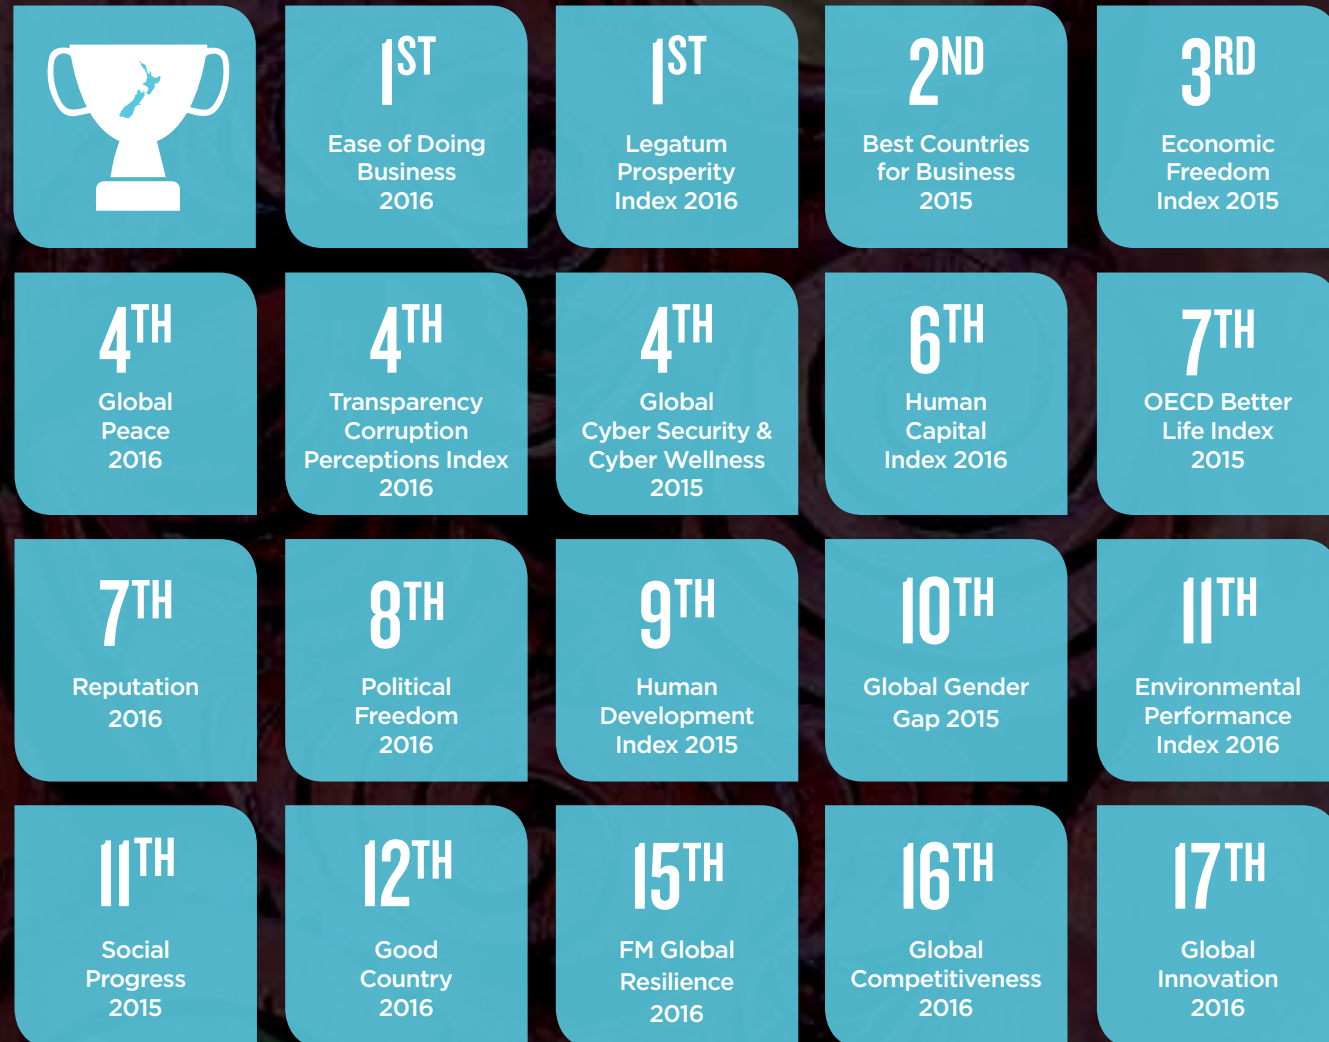 1ST
Ease of Doing
Business
2016
1ST
Legatum
Prosperity
Index 2016
2ND
Best Countries
for Business
2015
3RD
Economic
Freedom
Index 2015
4TH
Global
Peace
2016
4TH
Transparency
Corruption
Perceptions Index
2016
4TH
Global
Cyber Security &
Cyber Wellness
2015
6TH
Human
Capital
Index 2016
7TH
OECD Better
Life Index
2015
7TH
Reputation
2016
8TH
Political
Freedom
2016
9TH
Human
Development
Index 2015
10TH
Global Gender
Gap 2015
11TH
Environmental
Performance
Index 2016
11TH
Social
Progress
2015
12TH
Good
Country
2016
15TH
FM Global
Resilience
2016
16TH
Global
Competitiveness
2016
17TH
Global
Innovation
2016